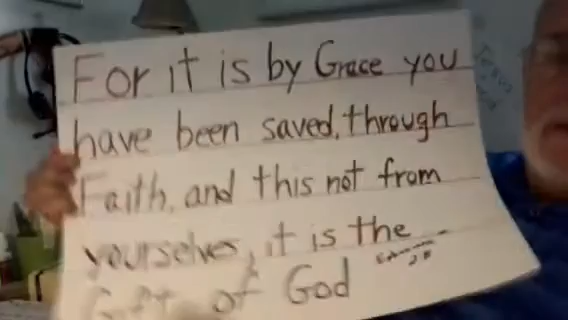 For it is by Grace you
have been saved, through
Faith, and this not from
yourselves, it is the
Gift of God